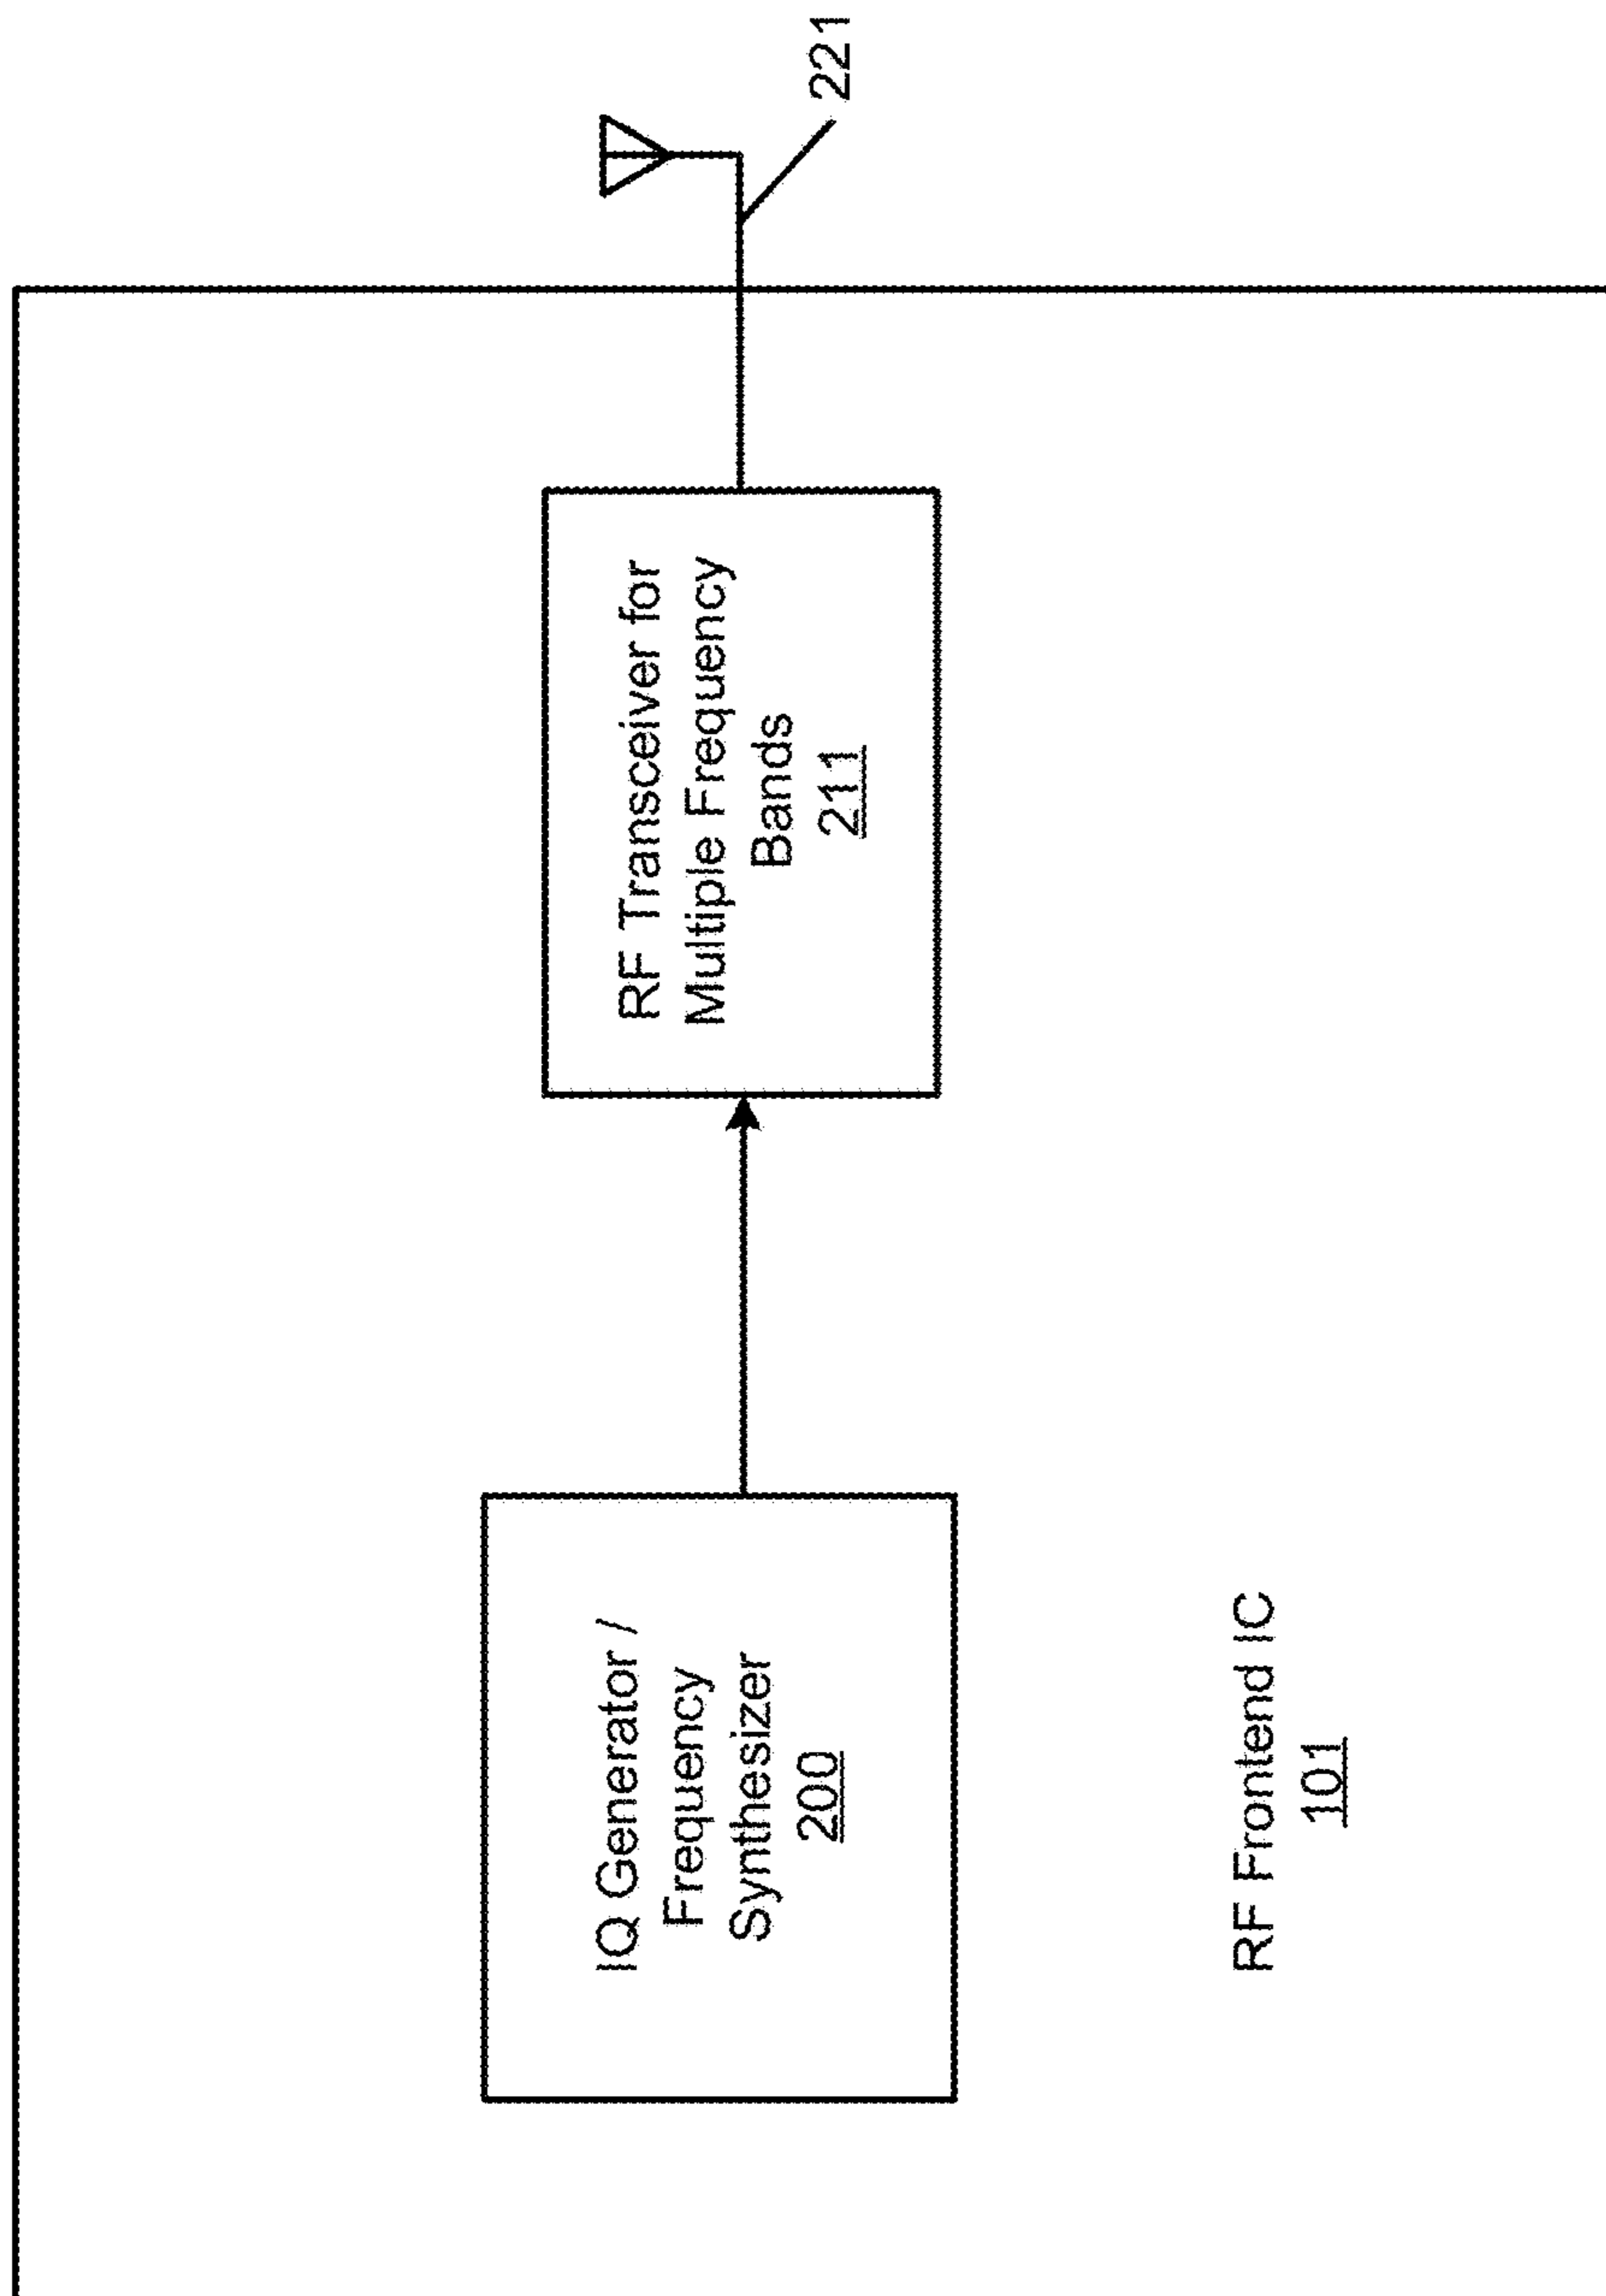 IQ Generator /
Frequency
Synthesizer
200
RF Transceiver for
Multiple Frequency
Bands
211
221
RF Frontend IC
101